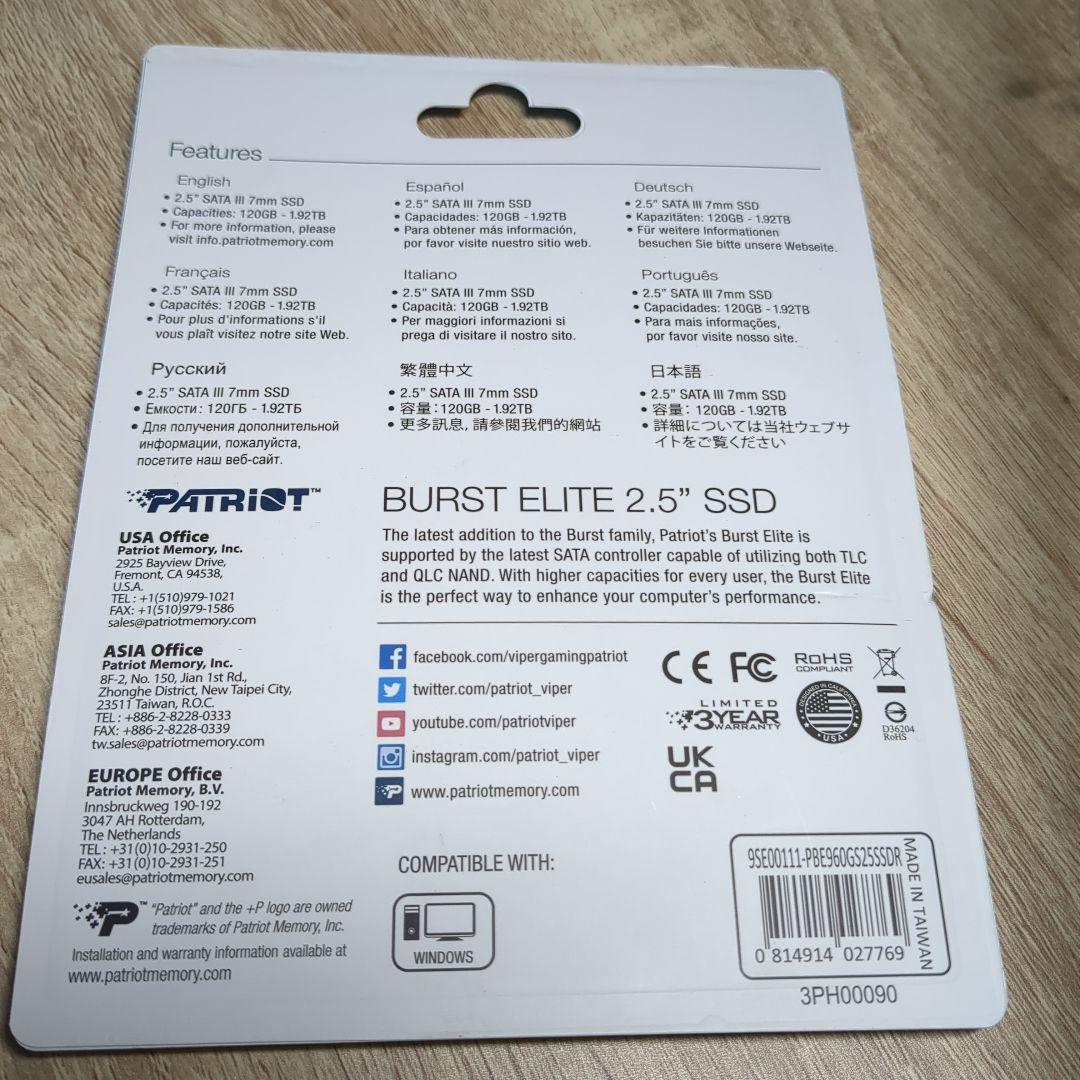 Features
English
• 2.5” SATA III 7mm SSD
• Capacities: 120GB - 1.92TB
• For more information, please
visit info.patriotmemory.com
Español
• 2.5” SATA III 7mm SSD
• Capacidades: 120GB - 1.92TB
• Para obtener más información,
por favor visite nuestro sitio web.
Deutsch
• 2.5” SATA III 7mm SSD
• Kapazitäten: 120GB - 1.92TB
• Für weitere Informationen
besuchen Sie bitte unsere Webseite.
Français
• 2.5” SATA III 7mm SSD
• Capacités: 120GB - 1.92TB
• Pour plus d'informations s'il
vous plaît visitez notre site Web.
Italiano
• 2.5” SATA III 7mm SSD
• Capacità: 120GB - 1.92TB
• Per maggiori informazioni si
prega di visitare il nostro sito.
Português
• 2.5” SATA III 7mm SSD
• Capacidades: 120GB - 1.92TB
• Para mais informações,
por favor visite nosso site.
Русский
• 2.5” SATA III 7mm SSD
• Емкости: 120ГБ - 1.92ТБ
• Для получения дополнительной
информации, пожалуйста,
посетите наш веб-сайт.
繁體中文
• 2.5” SATA III 7mm SSD
• 容量:120GB - 1.92TB
• 更多訊息, 請參閱我們的網站
日本語
• 2.5” SATA III 7mm SSD
• 容量: 120GB - 1.92TB
• 詳細については当社ウェブサ
イトをご覧ください
PATRIOT™
USA Office
Patriot Memory, Inc.
2925 Bayview Drive,
Fremont, CA 94538,
U.S.A.
TEL : +1(510)979-1021
FAX: +1(510)979-1586
sales@patriotmemory.com
ASIA Office
Patriot Memory, Inc.
8F-2, No. 150, Jian 1st Rd.,
Zhonghe District, New Taipei City,
23511 Taiwan, R.O.C.
TEL : +886-2-8228-0333
FAX: +886-2-8228-0339
tw.sales@patriotmemory.com
EUROPE Office
Patriot Memory, B.V.
Innsbruckweg 190-192
3047 AH Rotterdam,
The Netherlands
TEL : +31(0)10-2931-250
FAX: +31(0)10-2931-251
eusales@patriotmemory.com
P™
"Patriot" and the +P logo are owned
trademarks of Patriot Memory, Inc.
Installation and warranty information available at
www.patriotmemory.com
BURST ELITE 2.5” SSD
The latest addition to the Burst family, Patriot's Burst Elite is
supported by the latest SATA controller capable of utilizing both TLC
and QLC NAND. With higher capacities for every user, the Burst Elite
is the perfect way to enhance your computer's performance.
facebook.com/vipergamingpatriot
twitter.com/patriot_viper
youtube.com/patriotviper
instagram.com/patriot_viper
www.patriotmemory.com
CE FC RoHS
COMPLIANT
LIMITED
3YEAR
WARRANTY
DESIGNED IN CALIFORNIA
USA
D36204
RoHS
UK
CA
COMPATIBLE WITH:
WINDOWS
9SE00111-PBE960GS25SSDR
MADE IN TAIWAN
0 814914 027769
3PH00090